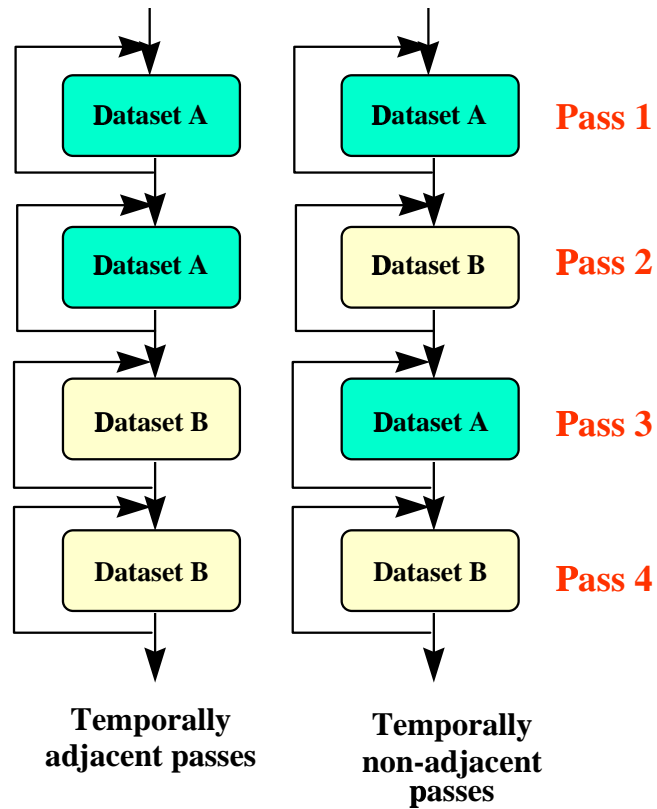 Dataset A
Dataset A
Pass 1
Dataset A
Dataset B
Pass 2
Dataset B
Dataset A
Pass 3
Dataset B
Dataset B
Pass 4
Temporally
adjacent passes
Temporally
non-adjacent
passes